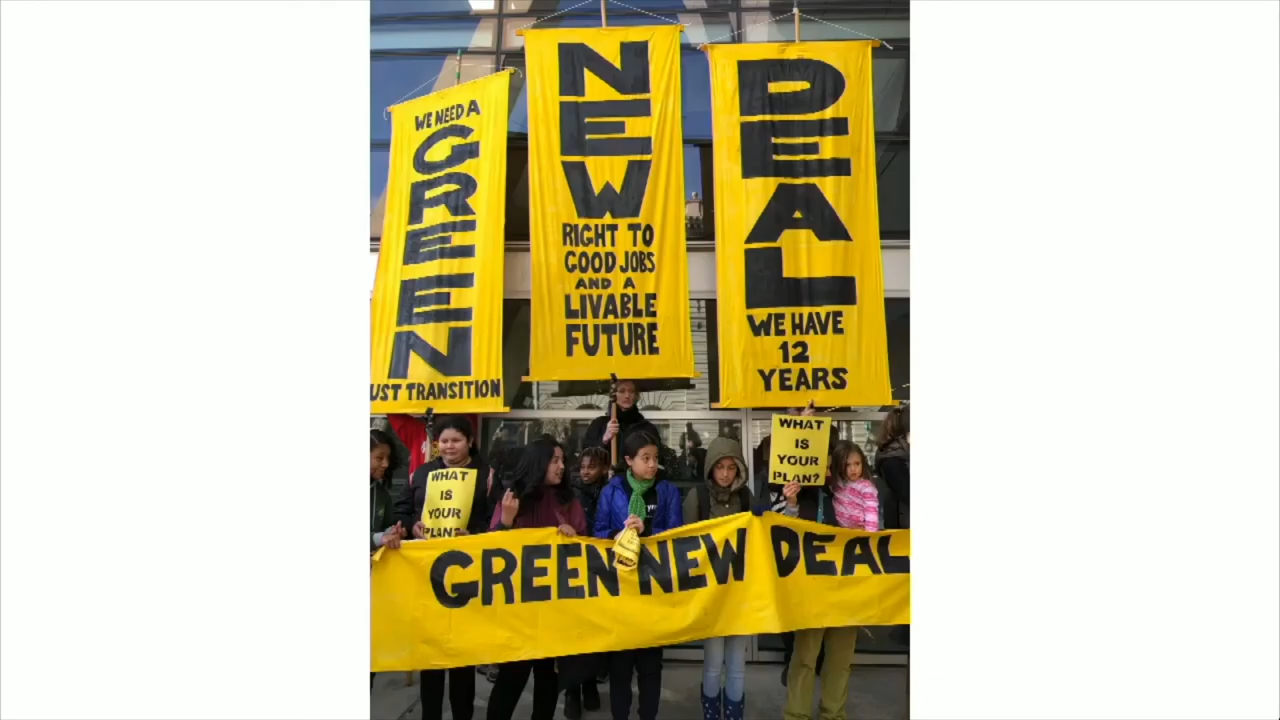 WE NEED A
GREEN
UST TRANSITION
NEW
RIGHT TO
GOOD JOBS
AND A
LIVABLE
FUTURE
DEAL
WE HAVE
12
YEARS
WHAT
IS
YOUR
PLAN?
WHAT
IS
YOUR
PLAN?
GREEN NEW DEAL